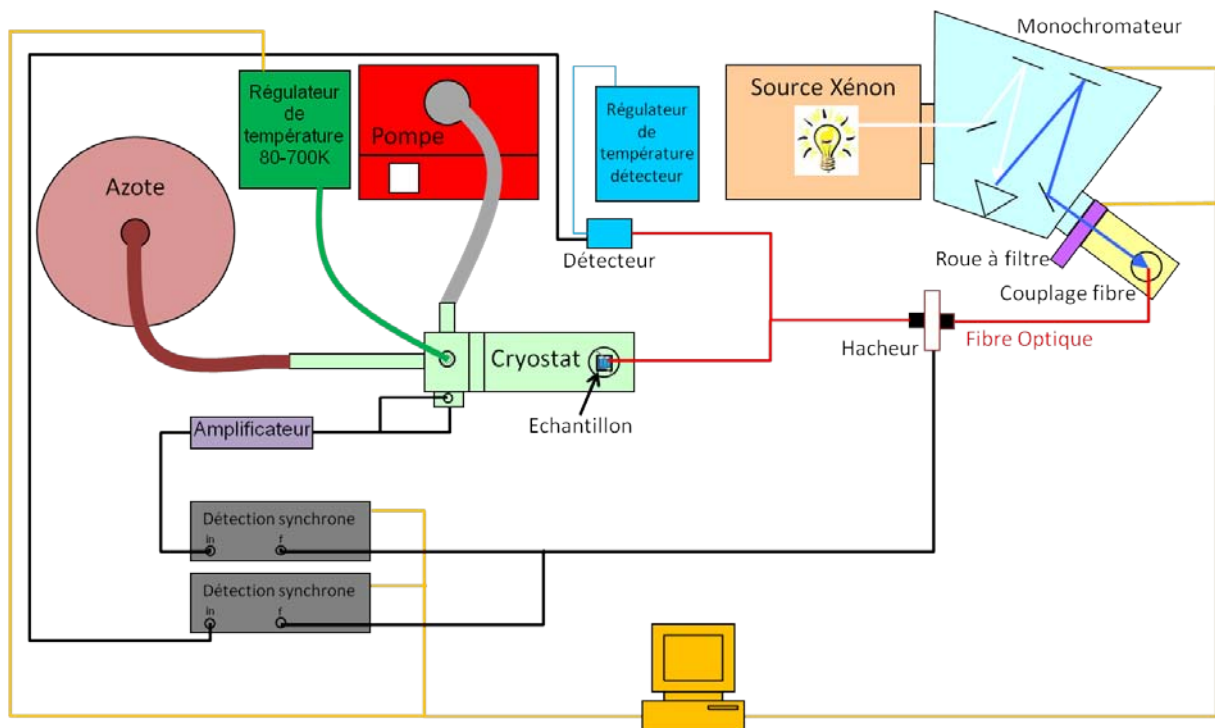 Monochromateur
Régulateur
de
température
80-700K
Pompe
Régulateur
de
température
détecteur
Source Xénon
Azote
Détecteur
Roue à filtre
Couplage fibre
Hacheur
Fibre Optique
Cryostat
Echantillon
Amplificateur
Détection synchrone
in
f
Détection synchrone
in
f